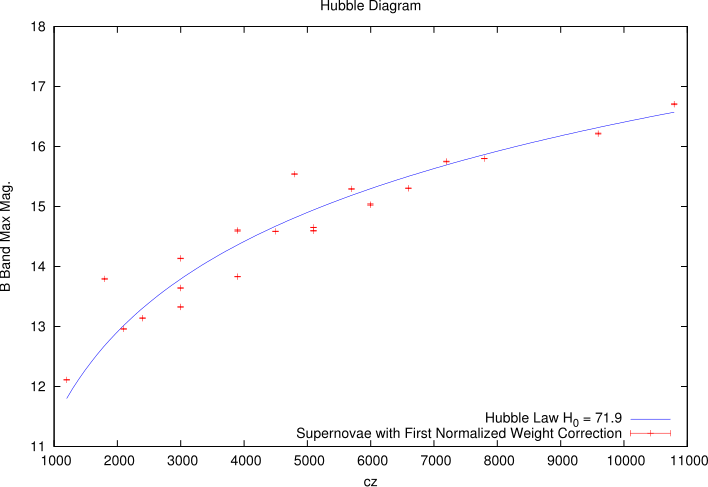 Hubble Diagram
18
17
16
15
14
13
12
11
B Band Max Mag.
Hubble Law H0 = 71.9
Supernovae with First Normalized Weight Correction
1000 2000 3000 4000 5000 6000 7000 8000 9000 10000 11000
cz